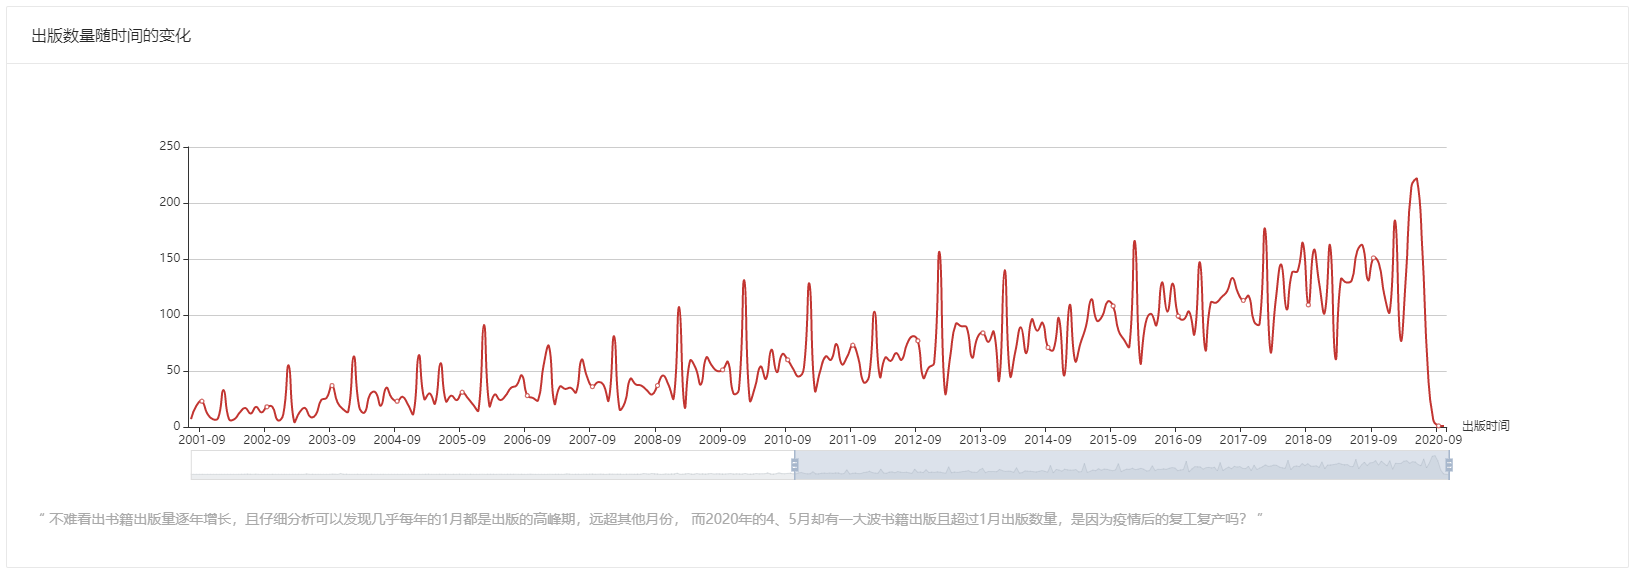 出版数量随时间的变化
250
200
150
100
50
0
2001-09 2002-09 2003-09 2004-09 2005-09 2006-09 2007-09 2008-09 2009-09 2010-09 2011-09 2012-09 2013-09 2014-09 2015-09 2016-09 2017-09 2018-09 2019-09 2020-09
出版时间
“ 不难看出书籍出版量逐年增长，且仔细分析可以发现几乎每年的1月都是出版的高峰期，远超其他月份， 而2020年的4、5月却有一大波书籍出版且超过1月出版数量，是因为疫情后的复工复产吗？ ”